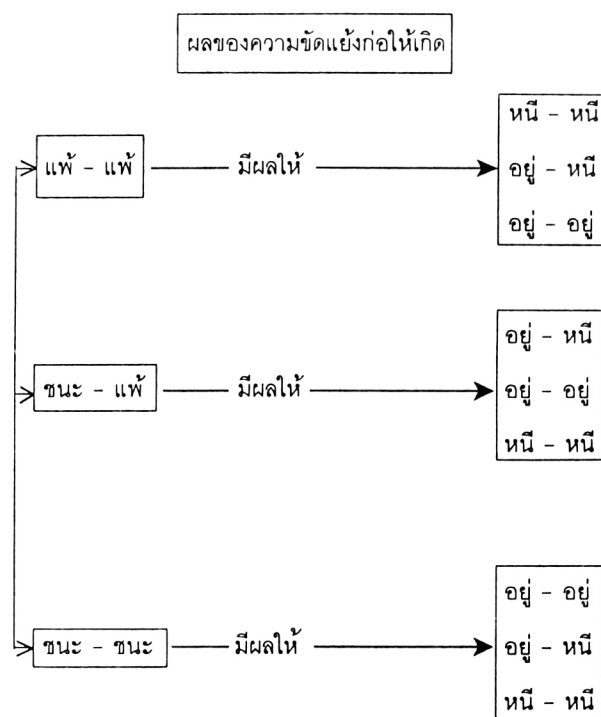 ผลของความขัดแย้งก่อให้เกิด
แพ้ - แพ้
มีผลให้
หนี - หนี
อยู่ - หนี
อยู่ - อยู่
ชนะ - แพ้
มีผลให้
อยู่ - หนี
อยู่ - อยู่
หนี - หนี
ชนะ - ชนะ
มีผลให้
อยู่ - อยู่
อยู่ - หนี
หนี - หนี